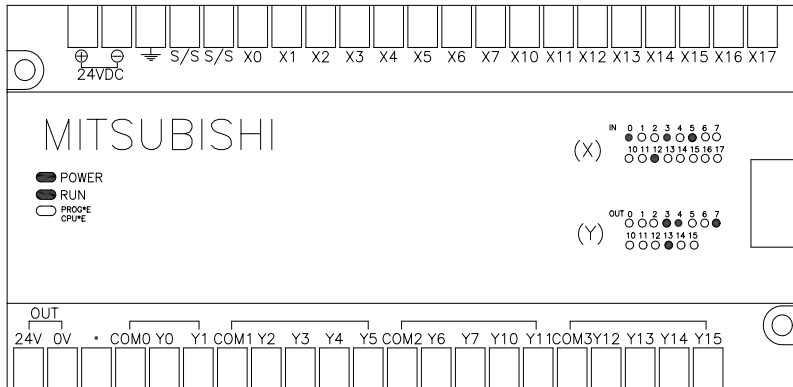 ⊕ ⊖ S/S S/S X0 X1 X2 X3 X4 X5 X6 X7 X10 X11 X12 X13 X14 X15 X16 X17
24VDC
MITSUBISHI
POWER
RUN
PROG*E
CPU*E
(X)
IN 0 1 2 3 4 5 6 7
10 11 12 13 14 15 16 17
(Y)
OUT 0 1 2 3 4 5 6 7
10 11 12 13 14 15
OUT
24V 0V • COM0 Y0 Y1 COM1 Y2 Y3 Y4 Y5 COM2 Y6 Y7 Y10 Y11 COM3 Y12 Y13 Y14 Y15